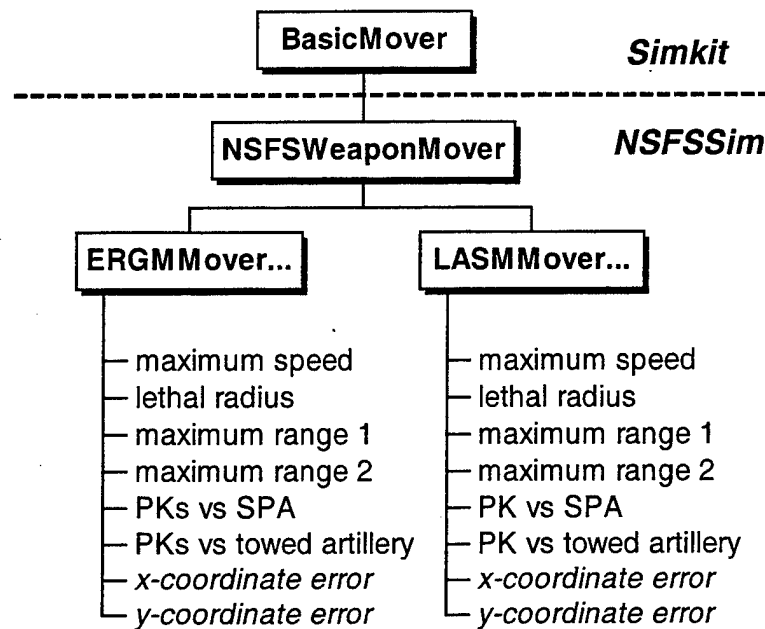 BasicMover
Simkit
NSFSWeaponMover
NSFSSim
ERGMMover...
LASMMover...
maximum speed
lethal radius
maximum range 1
maximum range 2
PKs vs SPA
PKs vs towed artillery
x-coordinate error
y-coordinate error
maximum speed
lethal radius
maximum range 1
maximum range 2
PK vs SPA
PK vs towed artillery
x-coordinate error
y-coordinate error